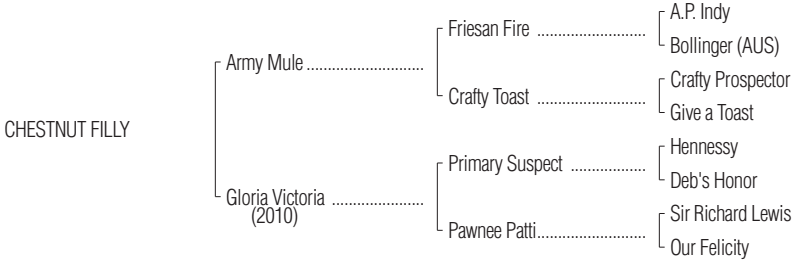 A.P. Indy
Friesan Fire ..........................
Bollinger (AUS)
Army Mule ............................
Crafty Prospector
Crafty Toast ..........................
Give a Toast
CHESTNUT FILLY
Hennessy
Primary Suspect ..................
Deb's Honor
Gloria Victoria ......................
(2010)
Sir Richard Lewis
Pawnee Patti..........................
Our Felicity